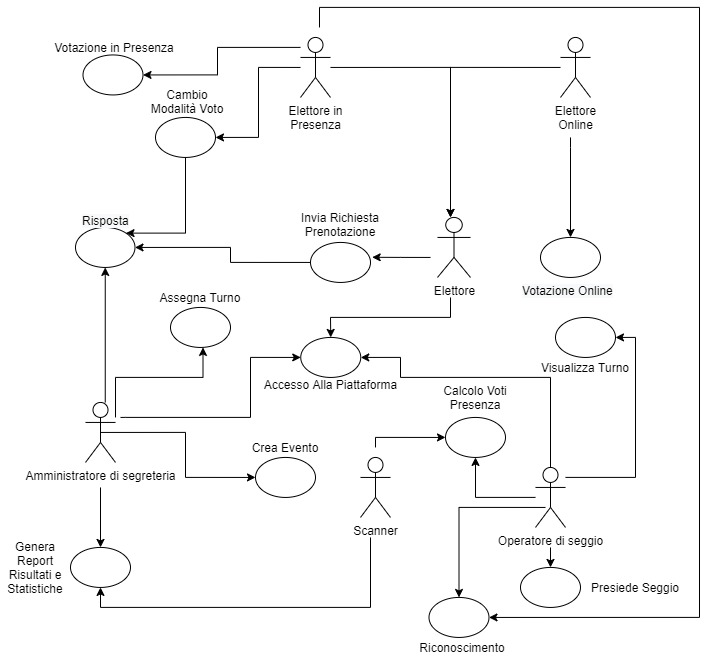 Votazione in Presenza
Cambio
Modalità Voto
Elettore in
Presenza
Elettore
Online
Risposta
Invia Richiesta
Prenotazione
Elettore
Votazione Online
Assegna Turno
Visualizza Turno
Accesso Alla Piattaforma
Calcolo Voti
Presenza
Amministratore di segreteria
Crea Evento
Scanner
Operatore di seggio
Genera
Report
Risultati e
Statistiche
Presiede Seggio
Riconoscimento